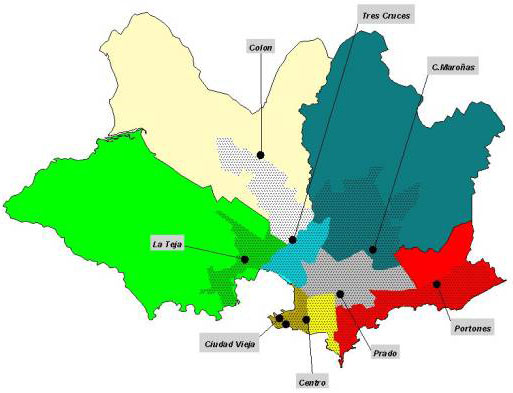 Tres Cruces
Colon
C.Maroñas
La Teja
Ciudad Vieja
Prado
Portones
Centro